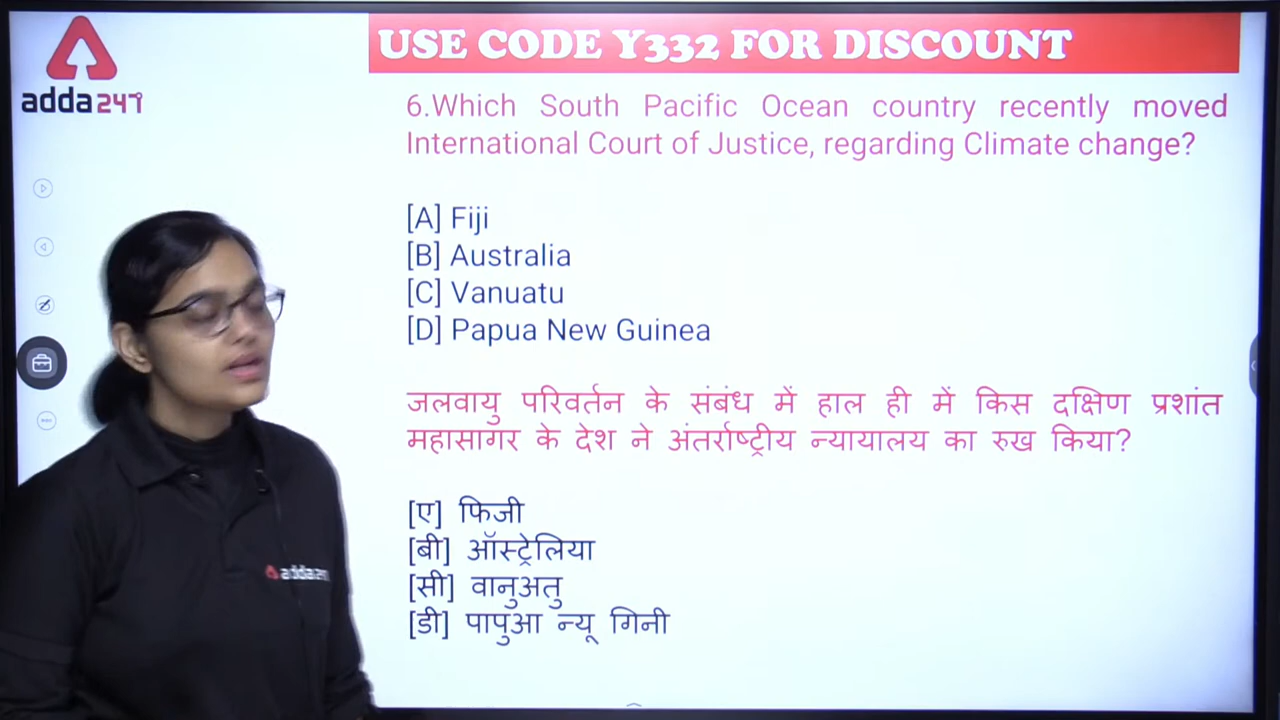 USE CODE Y332 FOR DISCOUNT
adda247
6.Which South Pacific Ocean country recently moved
International Court of Justice, regarding Climate change?
[A] Fiji
[B] Australia
[C] Vanuatu
[D] Papua New Guinea
जलवायु परिवर्तन के संबंध में हाल ही में किस दक्षिण प्रशांत
महासागर के देश ने अंतर्राष्ट्रीय न्यायालय का रुख किया?
[ए] फिजी
[बी] ऑस्ट्रेलिया
[सी] वानुअतु
[डी] पापुआ न्यू गिनी
adda247